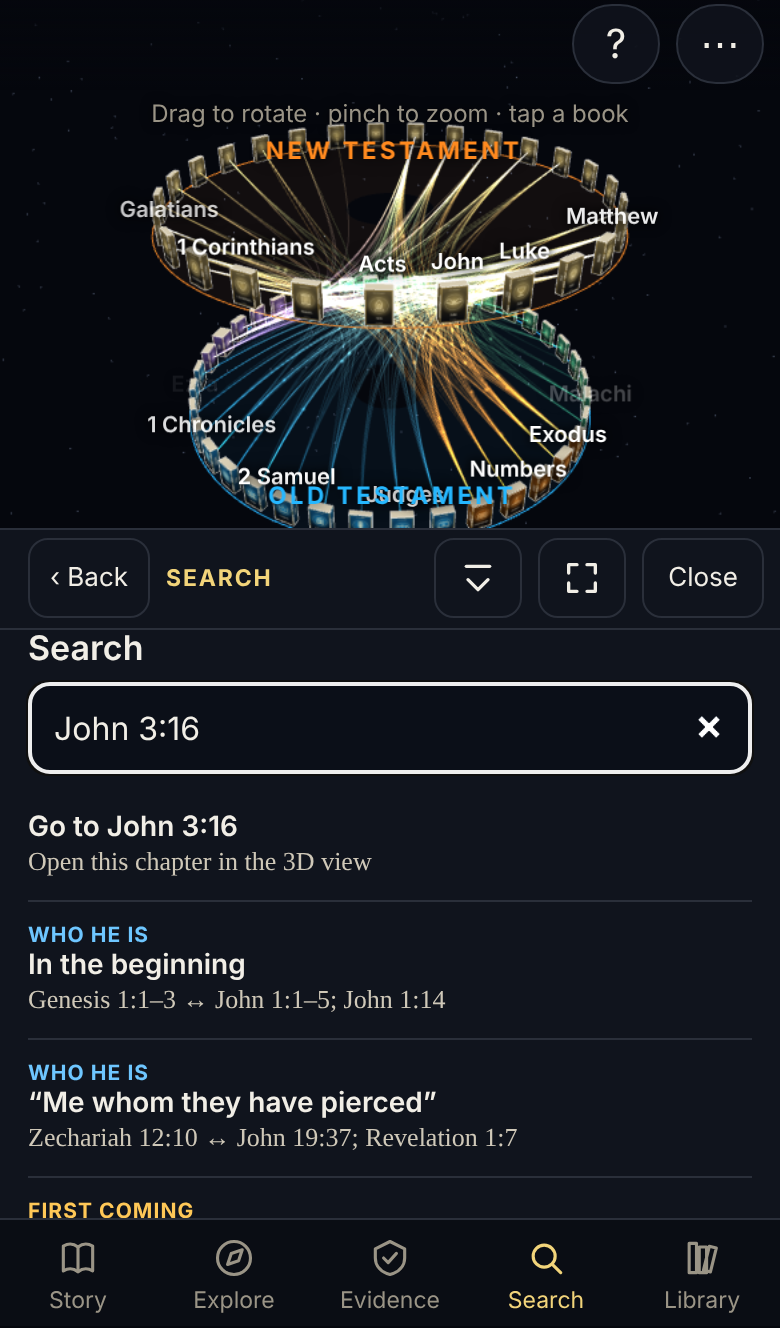 ?
...
Drag to rotate · pinch to zoom · tap a book
NEW TESTAMENT
Galatians
Matthew
1 Corinthians
Acts
John
Luke
Malachi
1 Chronicles
Exodus
2 Samuel
Numbers
Judges
OLD TESTAMENT
‹ Back
SEARCH
Close
Search
John 3:16
Go to John 3:16
Open this chapter in the 3D view
WHO HE IS
In the beginning
Genesis 1:1–3 ↔ John 1:1–5; John 1:14
WHO HE IS
“Me whom they have pierced”
Zechariah 12:10 ↔ John 19:37; Revelation 1:7
FIRST COMING
Story
Explore
Evidence
Search
Library